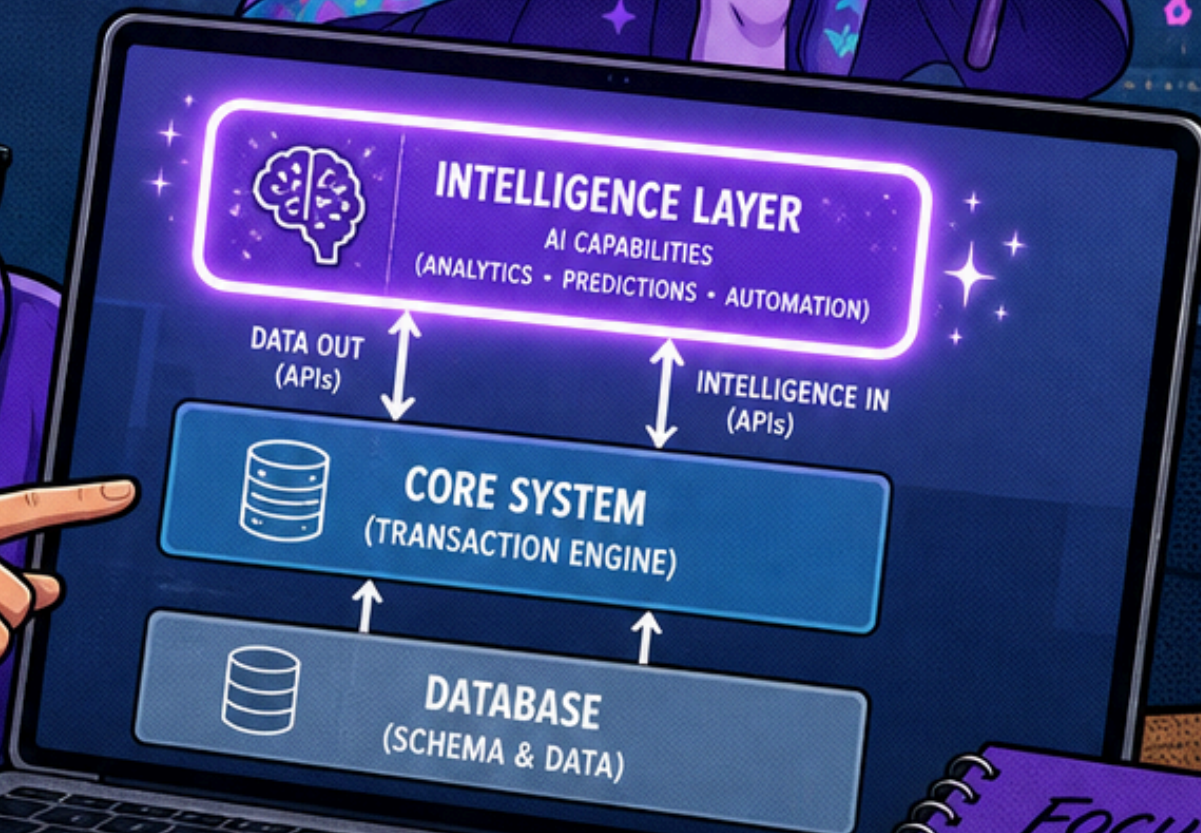 INTELLIGENCE LAYER
AI CAPABILITIES
(ANALYTICS • PREDICTIONS • AUTOMATION)
DATA OUT
(APIs)
INTELLIGENCE IN
(APIs)
CORE SYSTEM
(TRANSACTION ENGINE)
DATABASE
(SCHEMA & DATA)